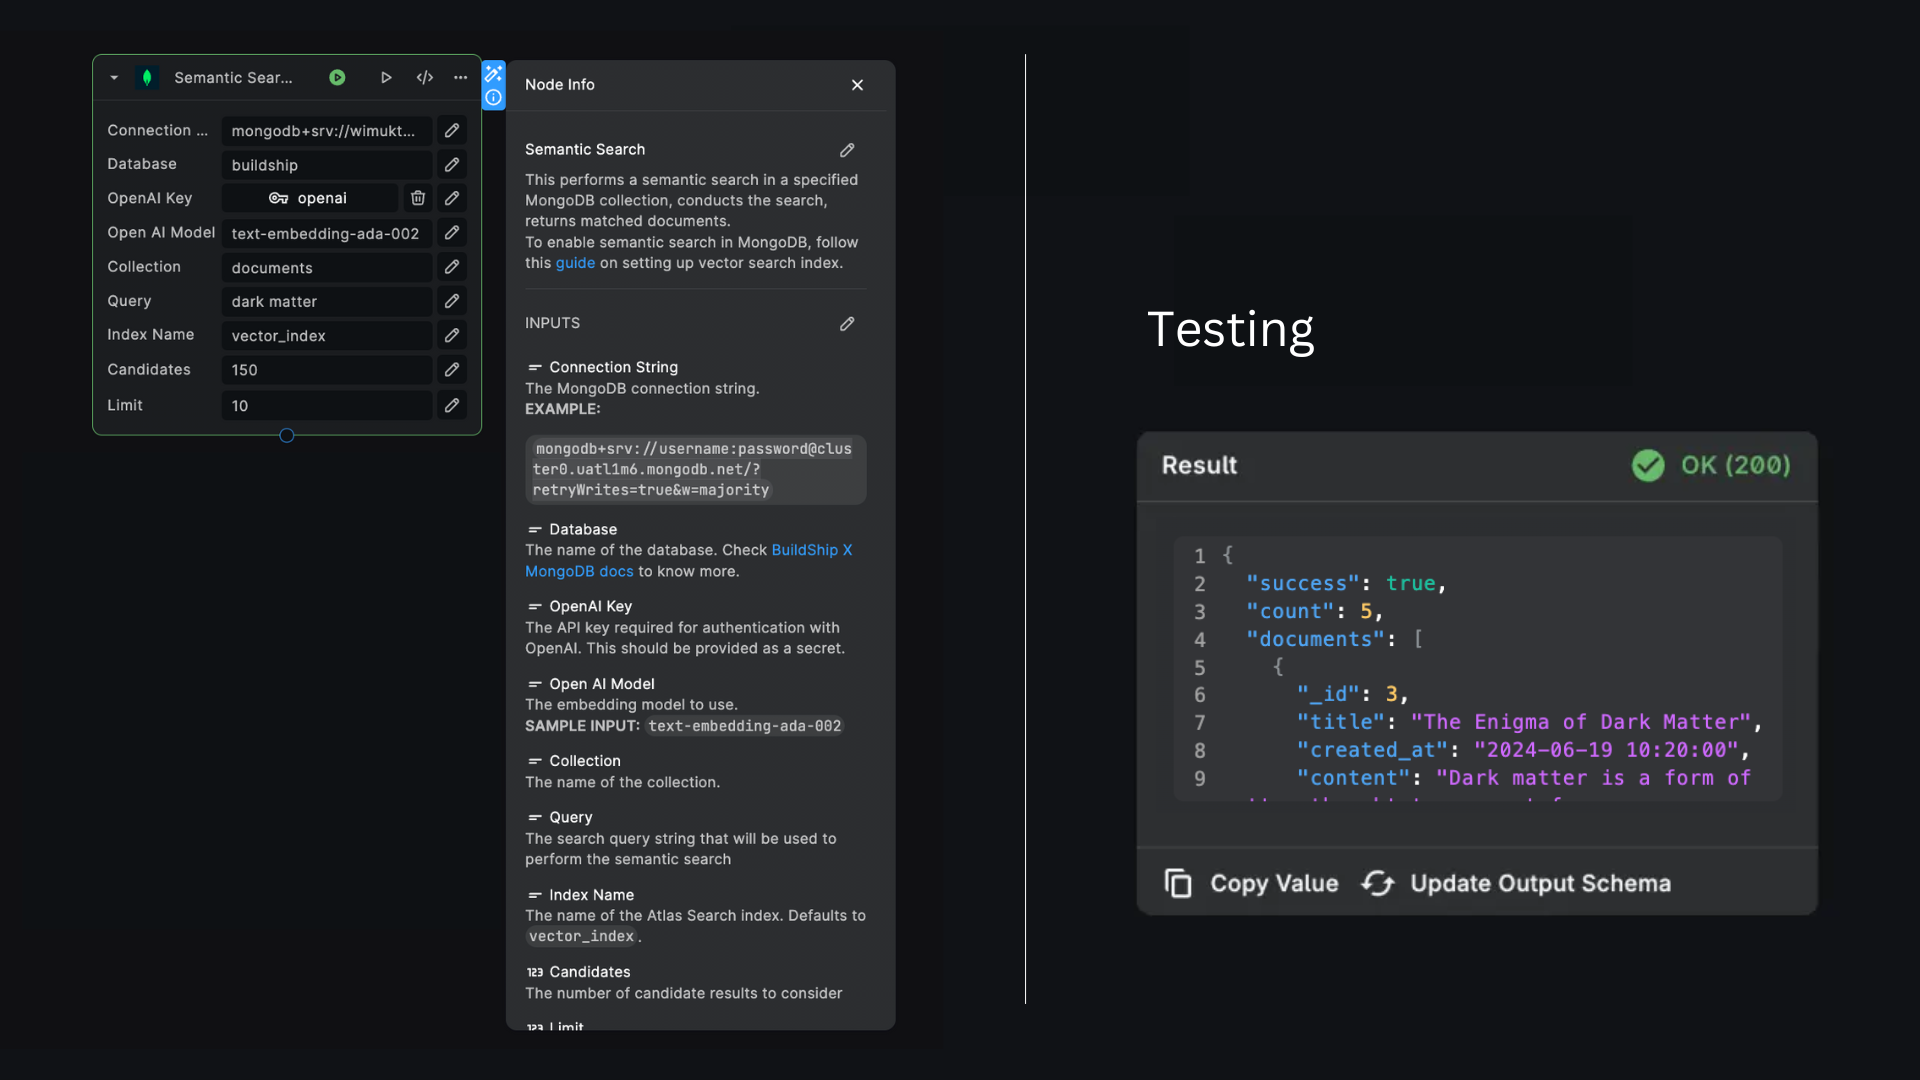 Semantic Sear...
Connection ... mongodb+srv://wimukt...
Database buildship
OpenAI Key openai
Open AI Model text-embedding-ada-002
Collection documents
Query dark matter
Index Name vector_index
Candidates 150
Limit 10
Node Info
Semantic Search
This performs a semantic search in a specified
MongoDB collection, conducts the search,
returns matched documents.
To enable semantic search in MongoDB, follow
this guide on setting up vector search index.
INPUTS
Connection String
The MongoDB connection string.
EXAMPLE:
mongodb+srv://username:password@clus
ter0.uatl1m6.mongodb.net/?
retryWrites=true&w=majority
Database
The name of the database. Check BuildShip X
MongoDB docs to know more.
OpenAI Key
The API key required for authentication with
OpenAI. This should be provided as a secret.
Open AI Model
The embedding model to use.
SAMPLE INPUT: text-embedding-ada-002
Collection
The name of the collection.
Query
The search query string that will be used to
perform the semantic search
Index Name
The name of the Atlas Search index. Defaults to
vector_index.
123 Candidates
The number of candidate results to consider
123 Limit
Testing
Result OK (200)
1 {
2 "success": true,
3 "count": 5,
4 "documents": [
5 {
6 "_id": 3,
7 "title": "The Enigma of Dark Matter",
8 "created_at": "2024-06-19 10:20:00",
9 "content": "Dark matter is a form of
Copy Value Update Output Schema